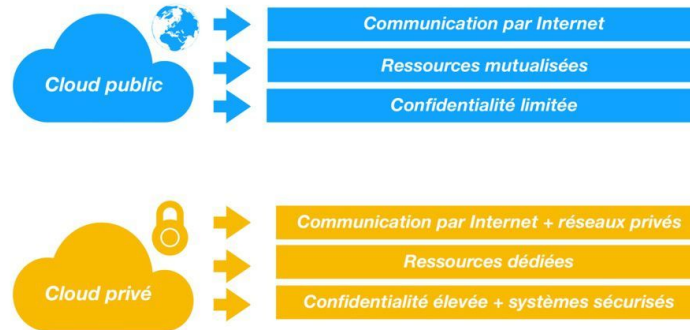 Communication par Internet
Cloud public
Ressources mutualisées
Confidentialité limitée
Communication par Internet + réseaux privés
Ressources dédiées
Cloud privé
Confidentialité élevée + systèmes sécurisés